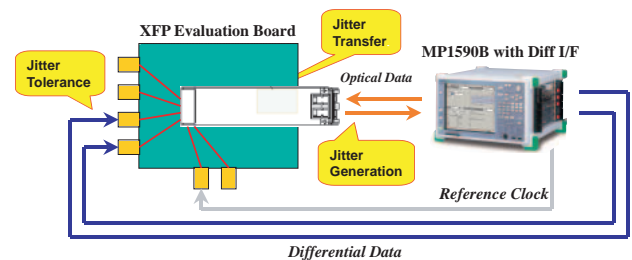 XFP Evaluation Board
Jitter
Transfer
MP1590B with Diff I/F
Jitter
Tolerance
Optical Data
Jitter
Generation
Reference Clock
Differential Data